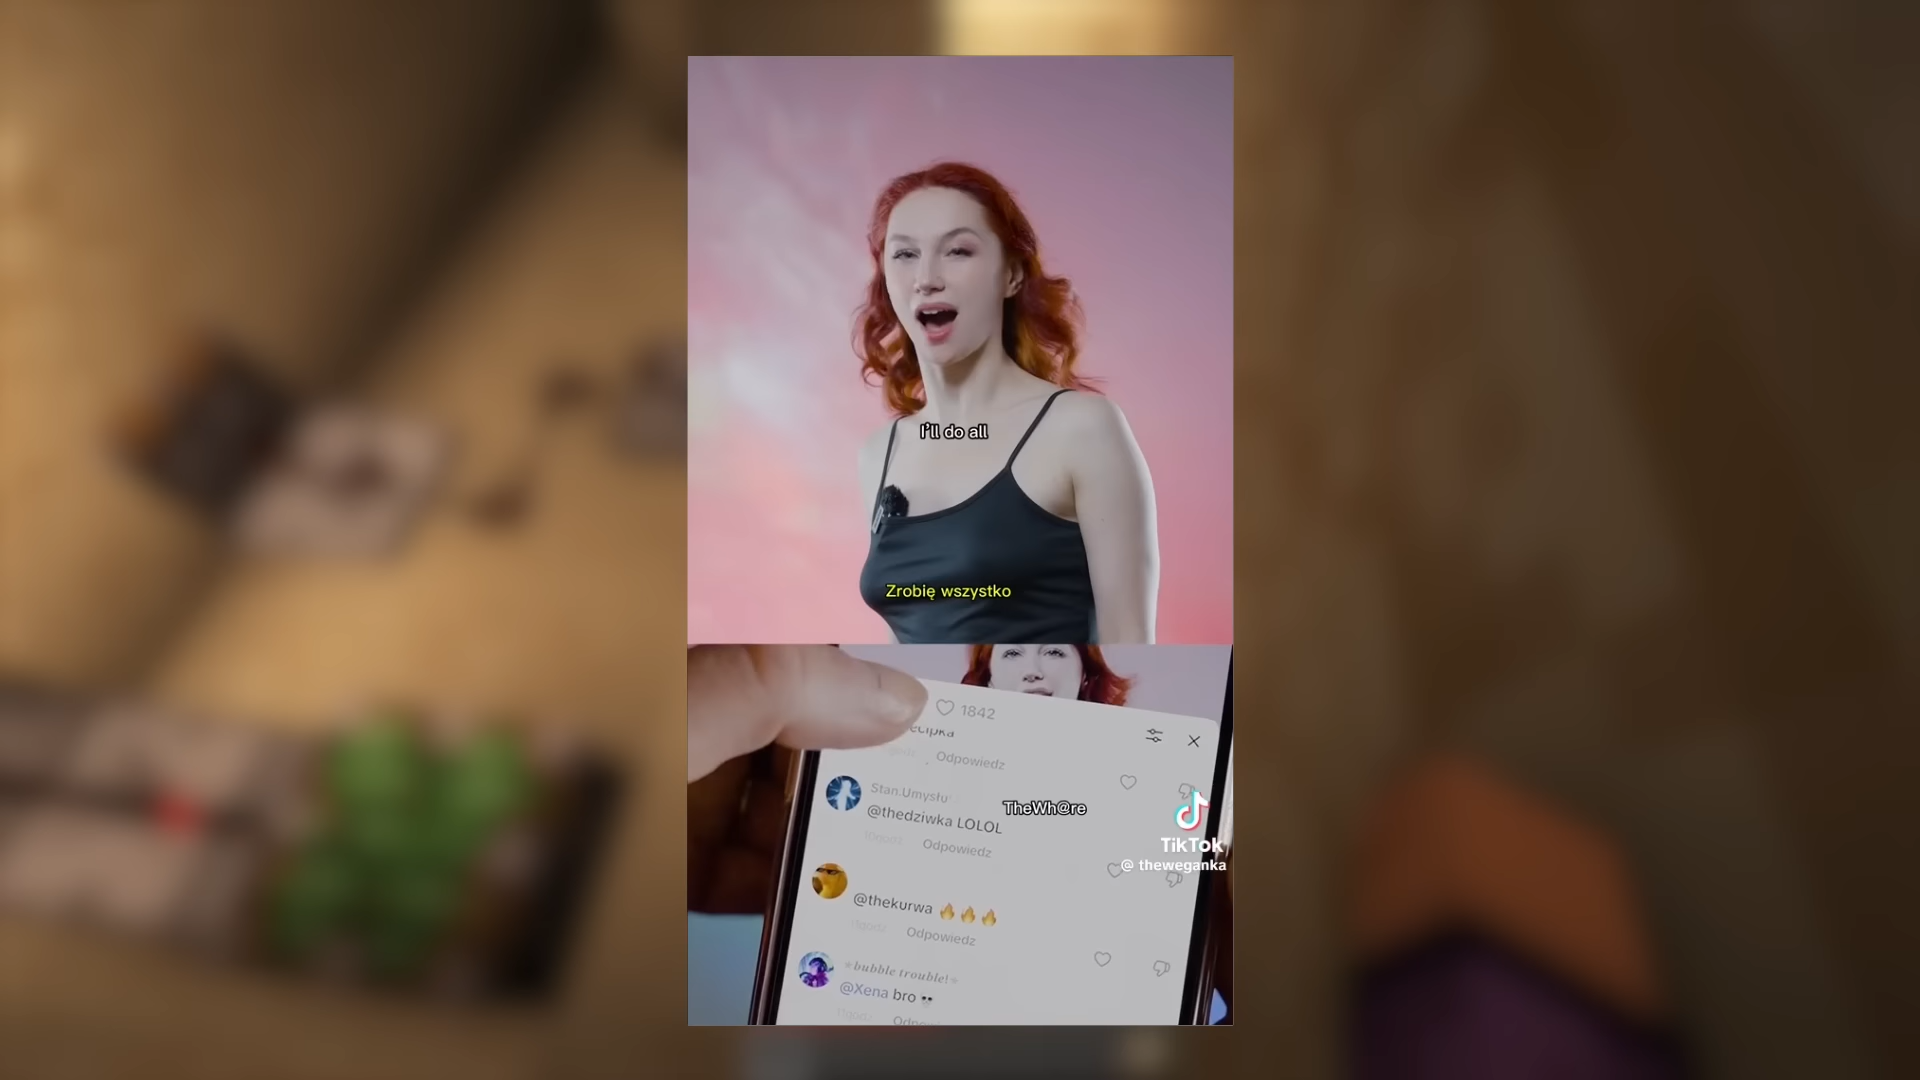 I'll do all
Zrobię wszystko
1842
Odpowiedz
Stan.Umysłu
@thedziwka LOLOL
TheWh@re
Odpowiedz
TikTok
@ theweganka
@thekurwa 🔥🔥🔥
11godz. Odpowiedz
*bubble trouble!*
@Xena bro